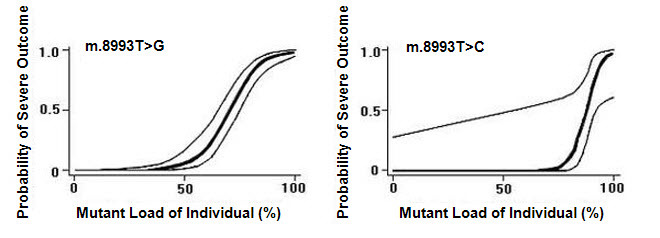 m.8993T>G
Probability of Severe Outcome
1.0
0.5
0
0
50
100
Mutant Load of Individual (%)
m.8993T>C
Probability of Severe Outcome
1.0
0.5
0
0
50
100
Mutant Load of Individual (%)